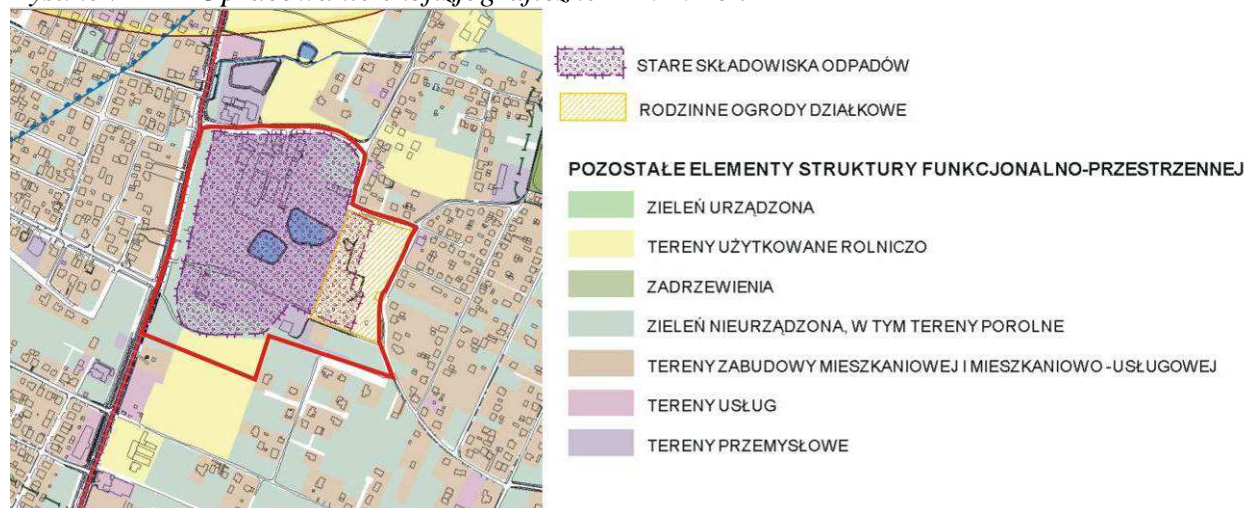 STARE SKŁADOWISKA ODPADÓW
RODZINNE OGRODY DZIAŁKOWE
POZOSTAŁE ELEMENTY STRUKTURY FUNKCJONALNO-PRZESTRZENNEJ
ZIELEŃ URZĄDZONA
TERENY UŻYTKOWANE ROLNICZO
ZADRZEWIENIA
ZIELEŃ NIEURZĄDZONA, W TYM TERENY POROLNE
TERENY ZABUDOWY MIESZKANIOWEJ I MIESZKANIOWO - USŁUGOWEJ
TERENY USŁUG
TERENY PRZEMYSŁOWE